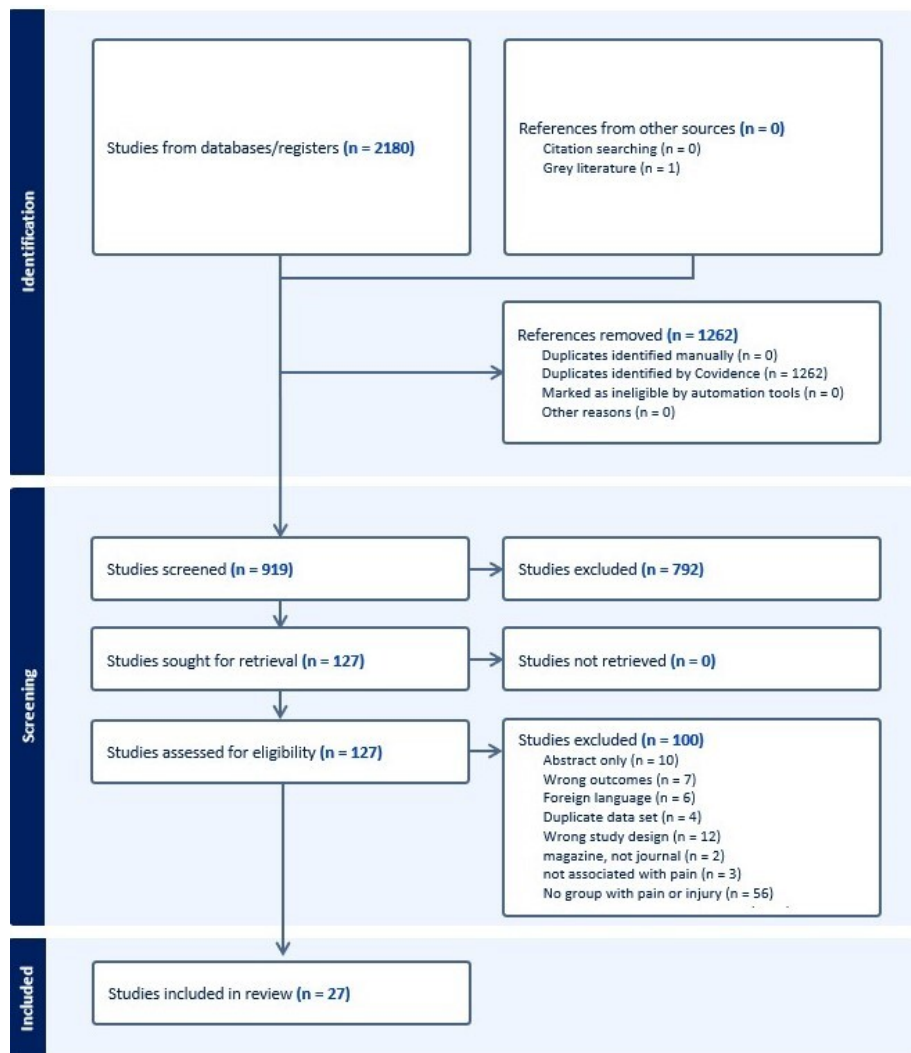 Identification
Studies from databases/registers (n = 2180)
References from other sources (n = 0)
Citation searching (n = 0)
Grey literature (n = 1)
References removed (n = 1262)
Duplicates identified manually (n = 0)
Duplicates identified by Covidence (n = 1262)
Marked as ineligible by automation tools (n = 0)
Other reasons (n = 0)
Screening
Studies screened (n = 919)
Studies excluded (n = 792)
Studies sought for retrieval (n = 127)
Studies not retrieved (n = 0)
Studies assessed for eligibility (n = 127)
Studies excluded (n = 100)
Abstract only (n = 10)
Wrong outcomes (n = 7)
Foreign language (n = 6)
Duplicate data set (n = 4)
Wrong study design (n = 12)
magazine, not journal (n = 2)
not associated with pain (n = 3)
No group with pain or injury (n = 56)
Included
Studies included in review (n = 27)